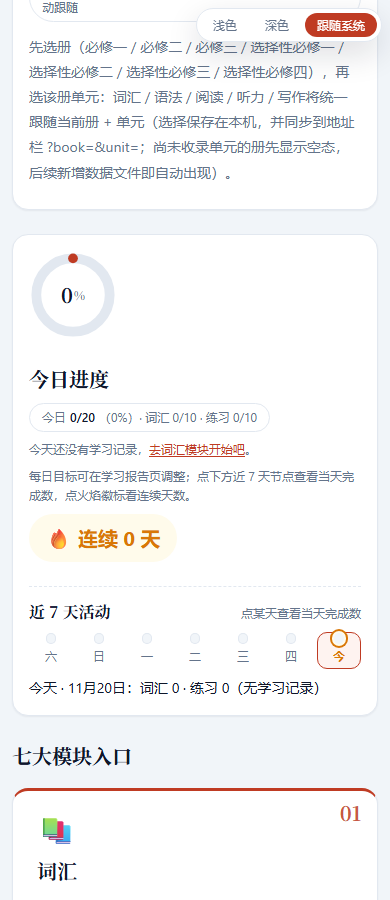 动跟随
浅色
深色
跟随系统
先选册（必修一 / 必修二 / 必修三 / 选择性必修一 /
选择性必修二 / 选择性必修三 / 选择性必修四），再
选该册单元：词汇 / 语法 / 阅读 / 听力 / 写作将统一
跟随当前册 + 单元（选择保存在本机，并同步到地址
栏 ?book=&unit=；尚未收录单元的册先显示空态，
后续新增数据文件即自动出现）。
0%
今日进度
今日 0/20 （0%）· 词汇 0/10 · 练习 0/10
今天还没有学习记录，去词汇模块开始吧。
每日目标可在学习报告页调整；点下方近 7 天节点查看当天完
成数，点火焰徽标看连续天数。
连续 0 天
近 7 天活动
点某天查看当天完成数
六 日 一 二 三 四 今
今天 · 11月20日：词汇 0 · 练习 0（无学习记录）
七大模块入口
01
词汇